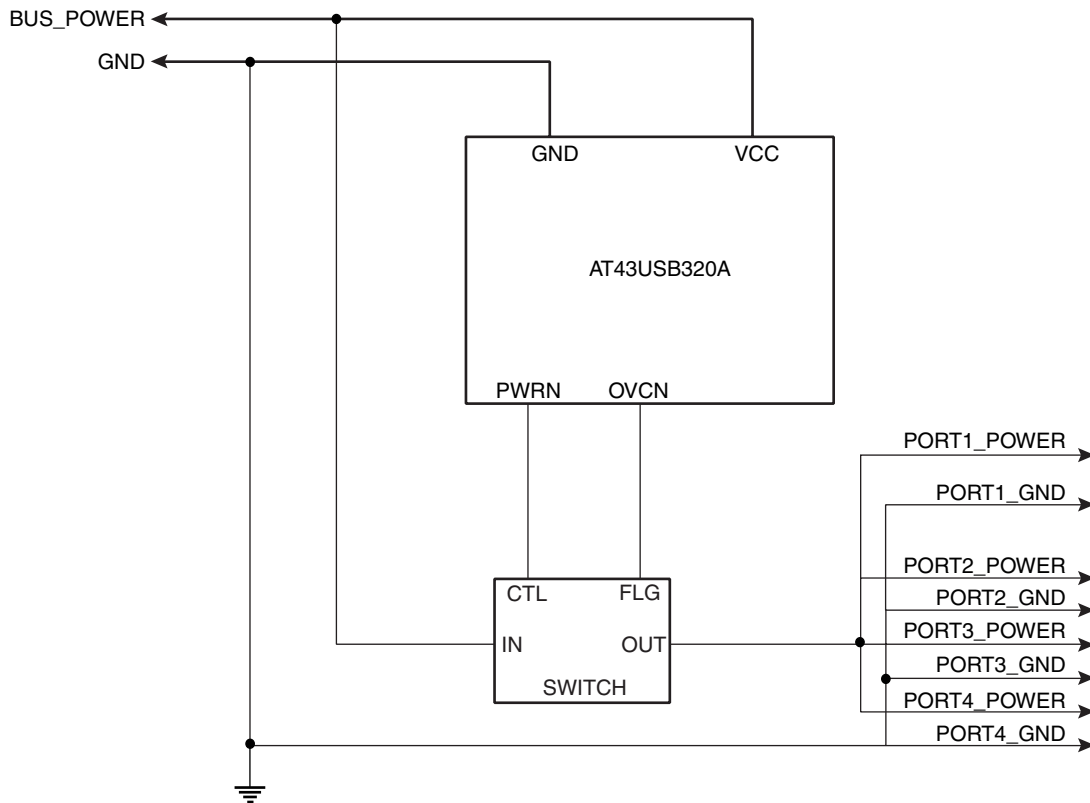 BUS_POWER
GND
GND VCC
AT43USB320A
PWRN OVCN
PORT1_POWER
PORT1_GND
CTL FLG
PORT2_POWER
PORT2_GND
IN OUT
PORT3_POWER
PORT3_GND
SWITCH
PORT4_POWER
PORT4_GND